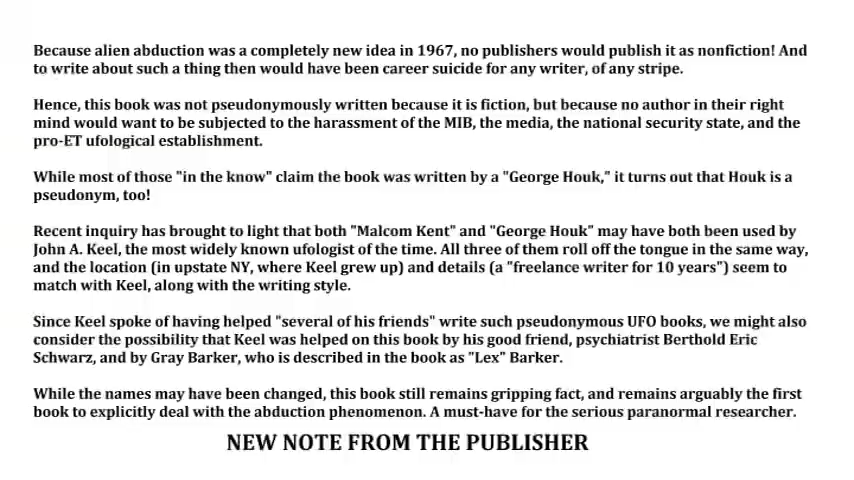 Because alien abduction was a completely new idea in 1967, no publishers would publish it as nonfiction! And
to write about such a thing then would have been career suicide for any writer, of any stripe.
Hence, this book was not pseudonymously written because it is fiction, but because no author in their right
mind would want to be subjected to the harassment of the MIB, the media, the national security state, and the
pro-ET ufological establishment.
While most of those "in the know" claim the book was written by a "George Houk," it turns out that Houk is a
pseudonym, too!
Recent inquiry has brought to light that both "Malcom Kent" and "George Houk" may have both been used by
John A. Keel, the most widely known ufologist of the time. All three of them roll off the tongue in the same way,
and the location (in upstate NY, where Keel grew up) and details (a "freelance writer for 10 years") seem to
match with Keel, along with the writing style.
Since Keel spoke of having helped "several of his friends" write such pseudonymous UFO books, we might also
consider the possibility that Keel was helped on this book by his good friend, psychiatrist Berthold Eric
Schwarz, and by Gray Barker, who is described in the book as "Lex" Barker.
While the names may have been changed, this book still remains gripping fact, and remains arguably the first
book to explicitly deal with the abduction phenomenon. A must-have for the serious paranormal researcher.
NEW NOTE FROM THE PUBLISHER